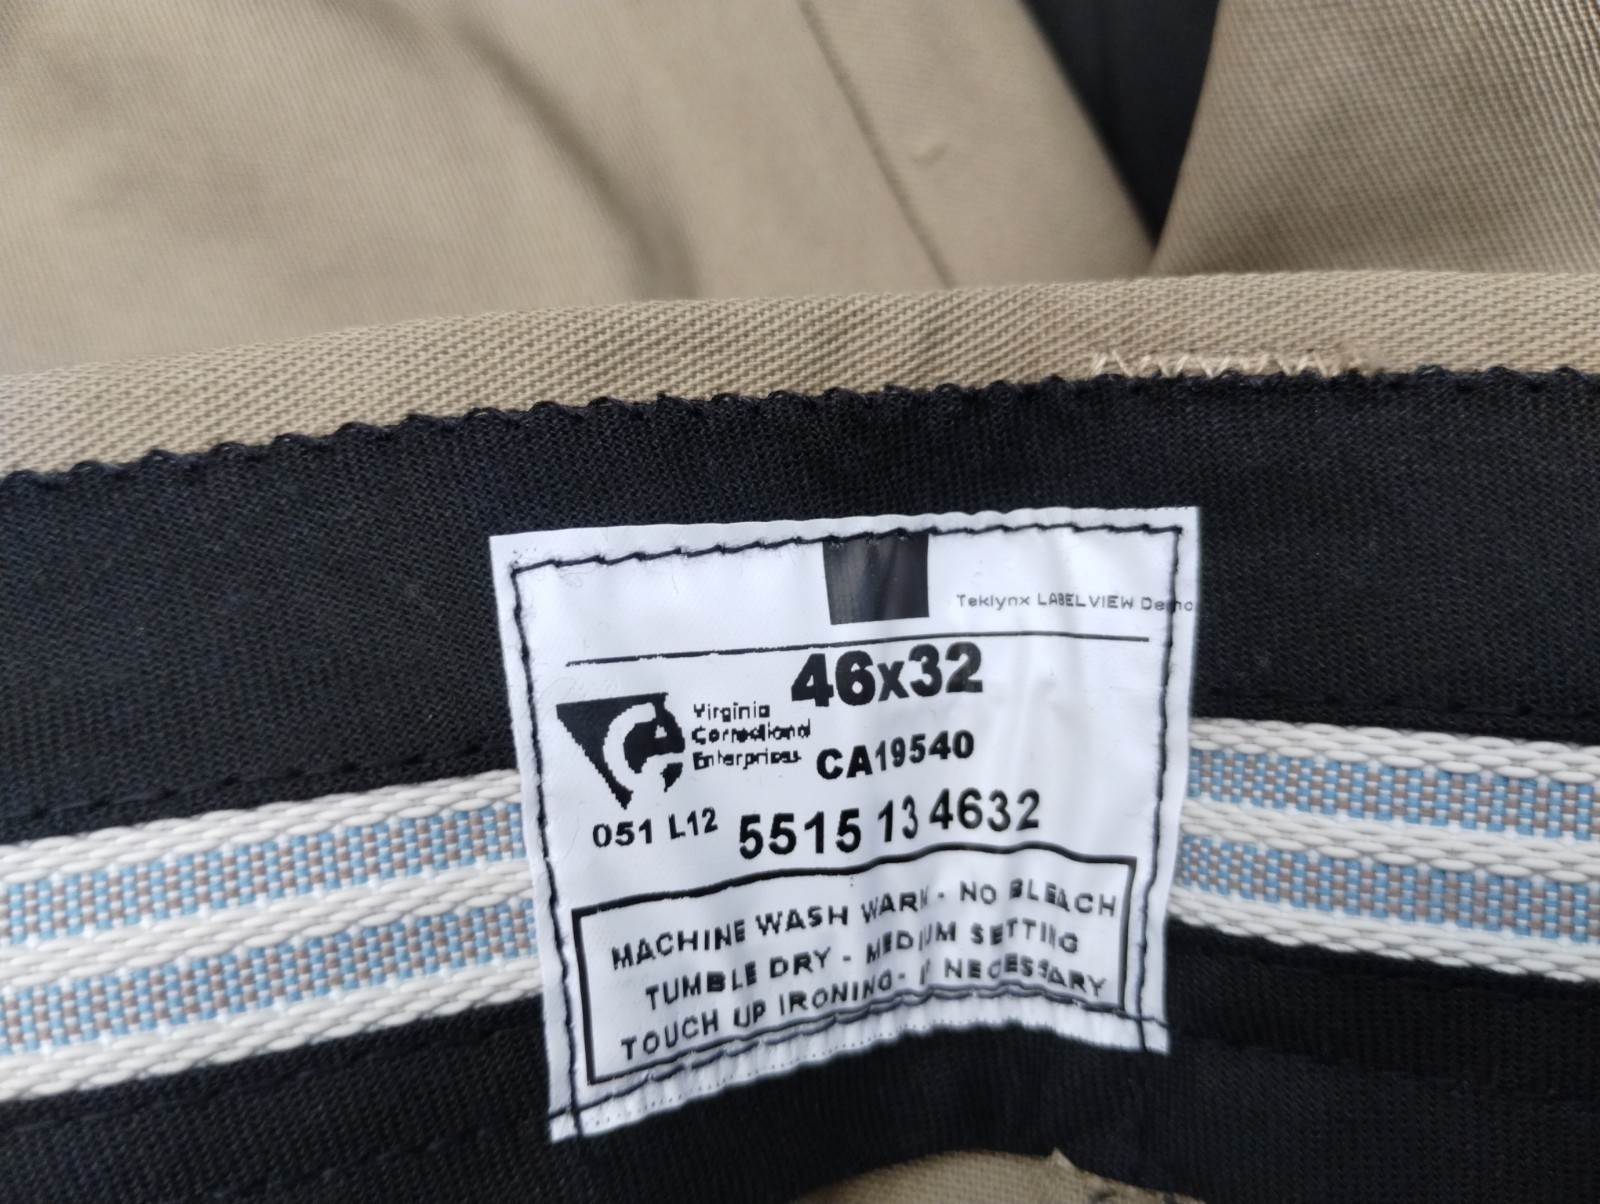 Teklynx LABELVIEW Demo
46x32
Virginia
Correctional
Enterprises
CA19540
051 L12 5515 13 4632
MACHINE WASH WARM - NO BLEACH
TUMBLE DRY - MEDIUM SETTING
TOUCH UP IRONING - IF NECESSARY